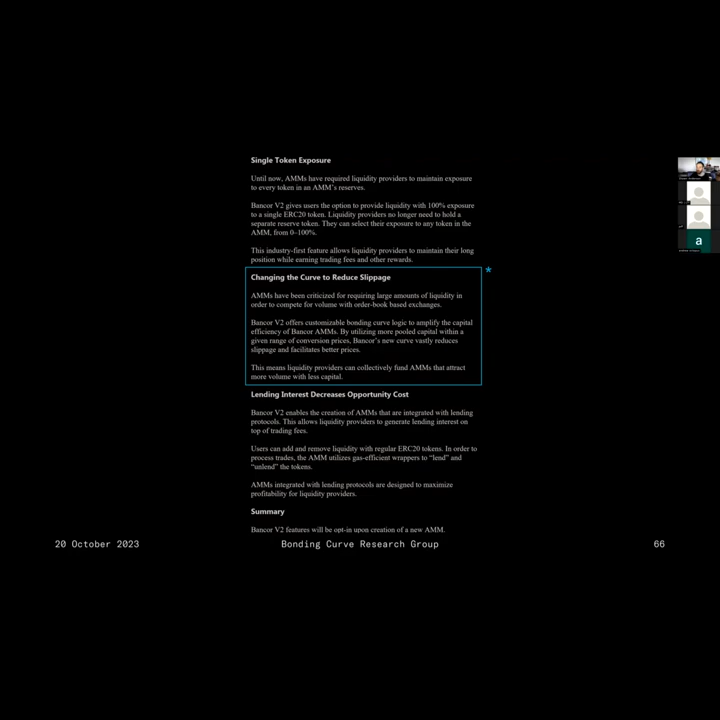 Single Token Exposure
Until now, AMMs have required liquidity providers to maintain exposure
to every token in an AMM's reserves.
Bancor V2 gives users the option to provide liquidity with 100% exposure
to a single ERC20 token. Liquidity providers no longer need to hold a
separate reserve token. They can select their exposure to any token in the
AMM, from 0–100%.
This industry-first feature allows liquidity providers to maintain their long
position while earning trading fees and other rewards.
*
Changing the Curve to Reduce Slippage
AMMs have been criticized for requiring large amounts of liquidity in
order to compete for volume with order-book based exchanges.
Bancor V2 offers customizable bonding curve logic to amplify the capital
efficiency of Bancor AMMs. By utilizing more pooled capital within a
given range of conversion prices, Bancor's new curve vastly reduces
slippage and facilitates better prices.
This means liquidity providers can collectively fund AMMs that attract
more volume with less capital.
Lending Interest Decreases Opportunity Cost
Bancor V2 enables the creation of AMMs that are integrated with lending
protocols. This allows liquidity providers to generate lending interest on
top of trading fees.
Users can add and remove liquidity with regular ERC20 tokens. In order to
process trades, the AMM utilizes gas-efficient wrappers to "lend" and
"unlend" the tokens.
AMMs integrated with lending protocols are designed to maximize
profitability for liquidity providers.
Summary
Bancor V2 features will be opt-in upon creation of a new AMM.
20 October 2023
Bonding Curve Research Group
66
a